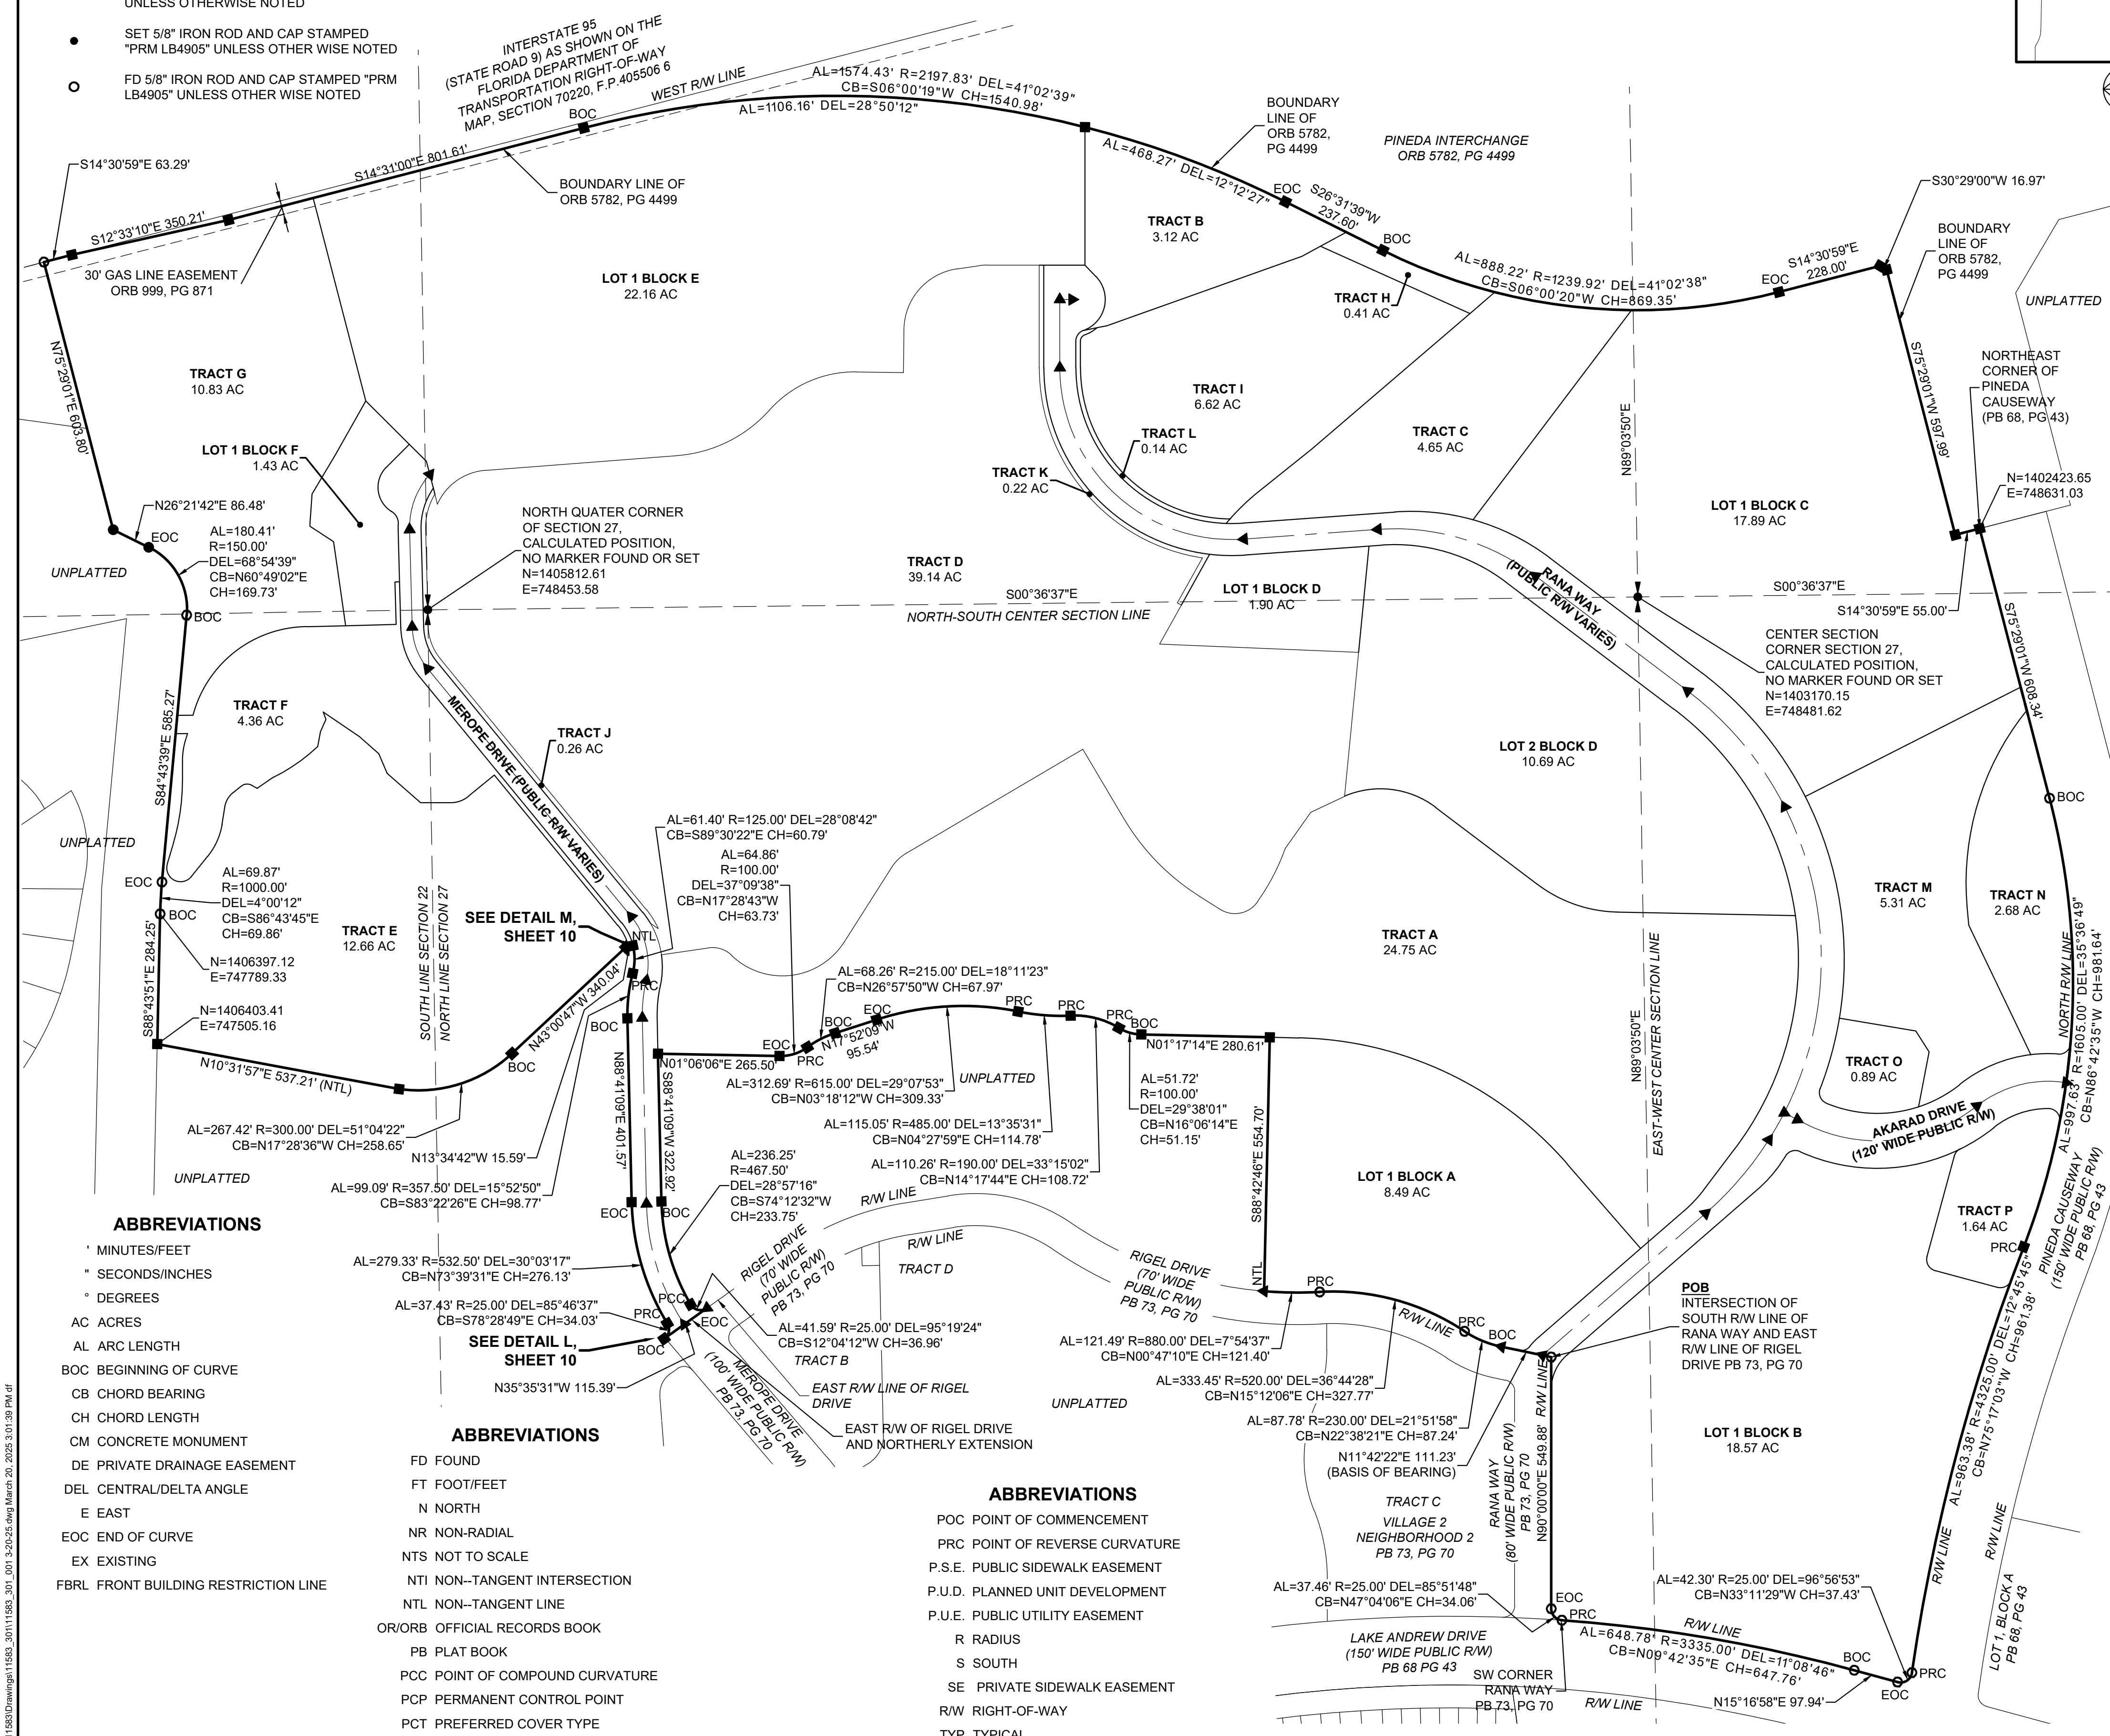 UNLESS OTHERWISE NOTED
SET 5/8" IRON ROD AND CAP STAMPED
"PRM LB4905" UNLESS OTHER WISE NOTED
FD 5/8" IRON ROD AND CAP STAMPED "PRM
LB4905" UNLESS OTHER WISE NOTED
INTERSTATE 95
(STATE ROAD 9) AS SHOWN ON THE
FLORIDA DEPARTMENT OF
TRANSPORTATION RIGHT-OF-WAY
MAP, SECTION 70220, F.P.405506 6
WEST R/W LINE
BOC
AL=1574.43' R=2197.83' DEL=41°02'39"
CB=S06°00'19"W CH=1540.98'
AL=1106.16' DEL=28°50'12"
BOUNDARY
LINE OF
ORB 5782,
PG 4499
PINEDA INTERCHANGE
ORB 5782, PG 4499
AL=468.27' DEL=12°12'27"
EOC
S26°31'39"W
237.60'
BOC
AL=888.22' R=1239.92' DEL=41°02'38"
CB=S06°00'20"W CH=869.35'
EOC
S14°30'59"E
228.00'
S30°29'00"W 16.97'
BOUNDARY
LINE OF
ORB 5782,
PG 4499
UNPLATTED
S14°30'59"E 63.29'
S12°33'10"E 350.21'
S14°31'00"E 801.61'
BOUNDARY LINE OF
ORB 5782, PG 4499
30' GAS LINE EASEMENT
ORB 999, PG 871
LOT 1 BLOCK E
22.16 AC
TRACT B
3.12 AC
TRACT H
0.41 AC
N75°29'01"E 603.80'
TRACT G
10.83 AC
TRACT I
6.62 AC
TRACT L
0.14 AC
TRACT K
0.22 AC
TRACT C
4.65 AC
N89°03'50"E
S75°29'01"W 597.99'
NORTHEAST
CORNER OF
PINEDA
CAUSEWAY
(PB 68, PG 43)
N=1402423.65
E=748631.03
LOT 1 BLOCK C
17.89 AC
LOT 1 BLOCK F
1.43 AC
N26°21'42"E 86.48'
EOC
AL=180.41'
R=150.00'
DEL=68°54'39"
CB=N60°49'02"E
CH=169.73'
BOC
UNPLATTED
NORTH QUATER CORNER
OF SECTION 27,
CALCULATED POSITION,
NO MARKER FOUND OR SET
N=1405812.61
E=748453.58
TRACT D
39.14 AC
S00°36'37"E
NORTH-SOUTH CENTER SECTION LINE
LOT 1 BLOCK D
1.90 AC
RANA WAY
(PUBLIC R/W VARIES)
S00°36'37"E
S14°30'59"E 55.00'
CENTER SECTION
CORNER SECTION 27,
CALCULATED POSITION,
NO MARKER FOUND OR SET
N=1403170.15
E=748481.62
S75°29'01"W 608.34'
BOC
S84°43'39"E 585.27'
TRACT F
4.36 AC
MEROPE DRIVE (PUBLIC R/W VARIES)
TRACT J
0.26 AC
LOT 2 BLOCK D
10.69 AC
UNPLATTED
EOC
AL=69.87'
R=1000.00'
DEL=4°00'12"
CB=S86°43'45"E
CH=69.86'
BOC
N=1406397.12
E=747789.33
S88°43'51"E 284.25'
N=1406403.41
E=747505.16
TRACT E
12.66 AC
SOUTH LINE SECTION 22
NORTH LINE SECTION 27
SEE DETAIL M,
SHEET 10
NTL
PRC
BOC
AL=61.40' R=125.00' DEL=28°08'42"
CB=S89°30'22"E CH=60.79'
AL=64.86'
R=100.00'
DEL=37°09'38"
CB=N17°28'43"W
CH=63.73'
AL=68.26' R=215.00' DEL=18°11'23"
CB=N26°57'50"W CH=67.97'
EOC
PRC
BOC
EOC
N17°52'09"W
95.54'
PRC
PRC
PRC
BOC
N01°17'14"E 280.61'
TRACT A
24.75 AC
TRACT M
5.31 AC
TRACT N
2.68 AC
NORTH R/W LINE
AL=997.63' R=1605.00' DEL=35°36'49"
CB=N86°42'35"W CH=981.64'
N10°31'57"E 537.21' (NTL)
BOC
N43°00'47"W 340.04'
AL=267.42' R=300.00' DEL=51°04'22"
CB=N17°28'36"W CH=258.65'
N13°34'42"W 15.59'
UNPLATTED
AL=99.09' R=357.50' DEL=15°52'50"
CB=S83°22'26"E CH=98.77'
N88°41'09"E 401.57'
S88°41'09"W 322.92'
N01°06'06"E 265.50'
AL=312.69' R=615.00' DEL=29°07'53"
CB=N03°18'12"W CH=309.33'
UNPLATTED
AL=115.05' R=485.00' DEL=13°35'31"
CB=N04°27'59"E CH=114.78'
AL=110.26' R=190.00' DEL=33°15'02"
CB=N14°17'44"E CH=108.72'
AL=51.72'
R=100.00'
DEL=29°38'01"
CB=N16°06'14"E
CH=51.15'
S88°42'46"E 554.70'
NTL
LOT 1 BLOCK A
8.49 AC
N89°03'50"E
EAST-WEST CENTER SECTION LINE
TRACT O
0.89 AC
AKARAD DRIVE
(120' WIDE PUBLIC R/W)
TRACT P
1.64 AC
PRC
PINEDA CAUSEWAY
(150' WIDE PUBLIC R/W)
PB 68, PG 43
EOC
BOC
AL=236.25'
R=467.50'
DEL=28°57'16"
CB=S74°12'32"W
CH=233.75'
AL=279.33' R=532.50' DEL=30°03'17"
CB=N73°39'31"E CH=276.13'
AL=37.43' R=25.00' DEL=85°46'37"
CB=S78°28'49"E CH=34.03'
SEE DETAIL L,
SHEET 10
PCC
PRC
EOC
BOC
N35°35'31"W 115.39'
RIGEL DRIVE
(70' WIDE
PUBLIC R/W)
PB 73, PG 70
R/W LINE
R/W LINE
TRACT D
AL=41.59' R=25.00' DEL=95°19'24"
CB=S12°04'12"W CH=36.96'
TRACT B
MEROPE DRIVE
(100' WIDE PUBLIC R/W)
PB 73, PG 70
EAST R/W LINE OF RIGEL
DRIVE
EAST R/W OF RIGEL DRIVE
AND NORTHERLY EXTENSION
RIGEL DRIVE
(70' WIDE
PUBLIC R/W)
PB 73, PG 70
PRC
R/W LINE
PRC
BOC
AL=121.49' R=880.00' DEL=7°54'37"
CB=N00°47'10"E CH=121.40'
AL=333.45' R=520.00' DEL=36°44'28"
CB=N15°12'06"E CH=327.77'
AL=87.78' R=230.00' DEL=21°51'58"
CB=N22°38'21"E CH=87.24'
N11°42'22"E 111.23'
(BASIS OF BEARING)
UNPLATTED
TRACT C
VILLAGE 2
NEIGHBORHOOD 2
PB 73, PG 70
RANA WAY
(80' WIDE PUBLIC R/W)
PB 73, PG 70
N90°00'00"E 549.88'
R/W LINE
POB
INTERSECTION OF
SOUTH R/W LINE OF
RANA WAY AND EAST
R/W LINE OF RIGEL
DRIVE PB 73, PG 70
LOT 1 BLOCK B
18.57 AC
AL=963.38' R=4325.00' DEL=12°45'45"
CB=N75°17'03"W CH=961.38'
R/W LINE
R/W LINE
LOT 1, BLOCK A
PB 68, PG 43
AL=37.46' R=25.00' DEL=85°51'48"
CB=N47°04'06"E CH=34.06'
EOC
PRC
R/W LINE
AL=648.78' R=3335.00' DEL=11°08'46"
CB=N09°42'35"E CH=647.76'
AL=42.30' R=25.00' DEL=96°56'53"
CB=N33°11'29"W CH=37.43'
BOC
N15°16'58"E 97.94'
EOC
PRC
LAKE ANDREW DRIVE
(150' WIDE PUBLIC R/W)
PB 68 PG 43
SW CORNER
RANA WAY
PB 73, PG 70
R/W LINE
ABBREVIATIONS
' MINUTES/FEET
" SECONDS/INCHES
° DEGREES
AC ACRES
AL ARC LENGTH
BOC BEGINNING OF CURVE
CB CHORD BEARING
CH CHORD LENGTH
CM CONCRETE MONUMENT
DE PRIVATE DRAINAGE EASEMENT
DEL CENTRAL/DELTA ANGLE
E EAST
EOC END OF CURVE
EX EXISTING
FBRL FRONT BUILDING RESTRICTION LINE
ABBREVIATIONS
FD FOUND
FT FOOT/FEET
N NORTH
NR NON-RADIAL
NTS NOT TO SCALE
NTI NON--TANGENT INTERSECTION
NTL NON--TANGENT LINE
OR/ORB OFFICIAL RECORDS BOOK
PB PLAT BOOK
PCC POINT OF COMPOUND CURVATURE
PCP PERMANENT CONTROL POINT
PCT PREFERRED COVER TYPE
ABBREVIATIONS
POC POINT OF COMMENCEMENT
PRC POINT OF REVERSE CURVATURE
P.S.E. PUBLIC SIDEWALK EASEMENT
P.U.D. PLANNED UNIT DEVELOPMENT
P.U.E. PUBLIC UTILITY EASEMENT
R RADIUS
S SOUTH
SE PRIVATE SIDEWALK EASEMENT
R/W RIGHT-OF-WAY
TYP TYPICAL
11583\Drawings\11583_301\11583_301_001 3-20-25.dwg March 20, 2025 3:01:39 PM df